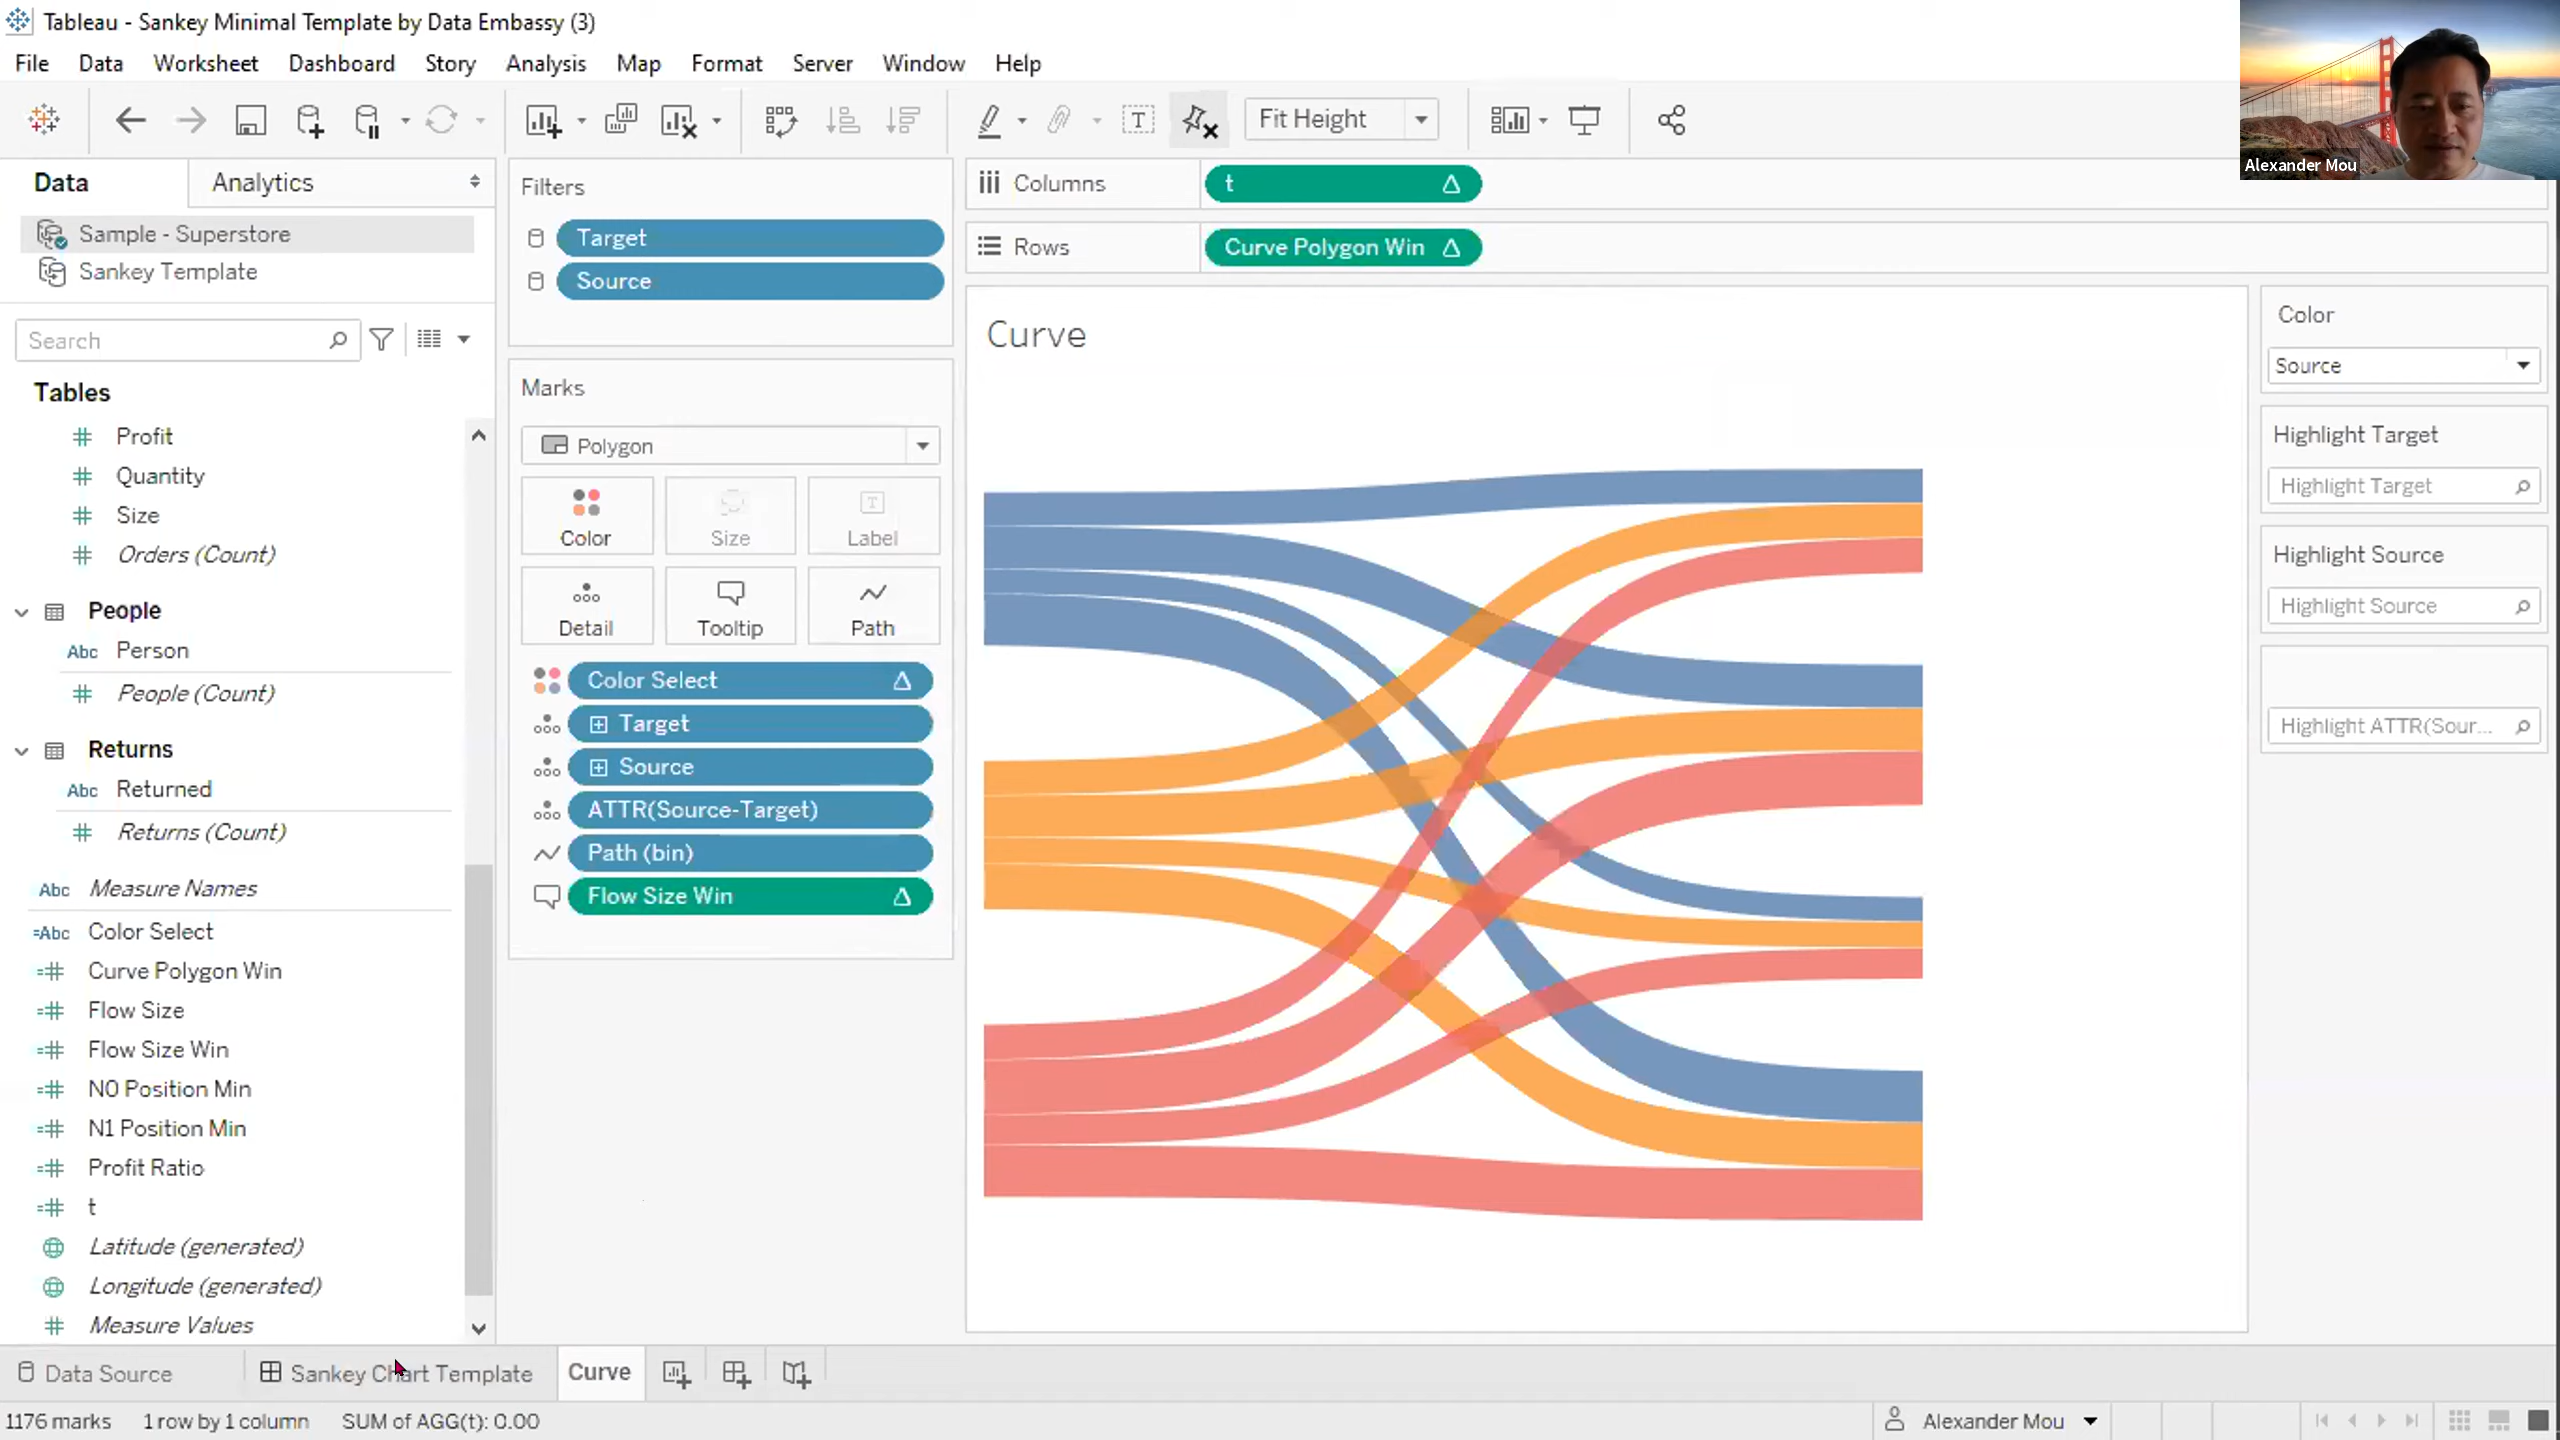 Tableau - Sankey Minimal Template by Data Embassy (3)
File Data Worksheet Dashboard Story Analysis Map Format Server Window Help
Fit Height
Alexander Mou
Data Analytics
Sample - Superstore
Sankey Template
Search
Tables
Profit
Quantity
Size
Orders (Count)
People
Abc Person
People (Count)
Returns
Abc Returned
Returns (Count)
Abc Measure Names
=Abc Color Select
=# Curve Polygon Win
=# Flow Size
=# Flow Size Win
=# N0 Position Min
=# N1 Position Min
=# Profit Ratio
=# t
Latitude (generated)
Longitude (generated)
# Measure Values
Filters
Target
Source
Marks
Polygon
Color Size Label
Detail Tooltip Path
Color Select
Target
Source
ATTR(Source-Target)
Path (bin)
Flow Size Win
Columns t
Rows Curve Polygon Win
Curve
Color
Source
Highlight Target
Highlight Target
Highlight Source
Highlight Source
Highlight ATTR(Sour...
Data Source Sankey Chart Template Curve
1176 marks 1 row by 1 column SUM of AGG(t): 0.00 Alexander Mou